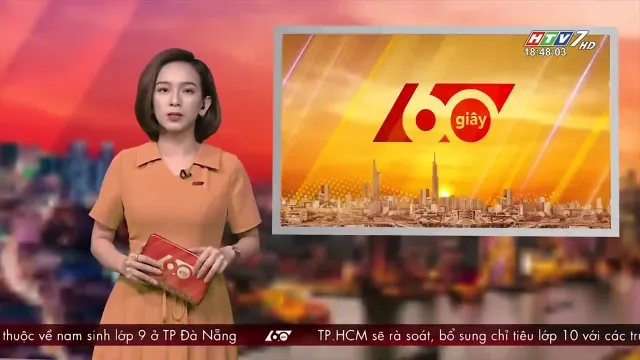 HTV7 HD
18:48:03
60 giây
60
thuộc về nam sinh lớp 9 ở TP Đà Nẵng 60 TP.HCM sẽ rà soát, bổ sung chỉ tiêu lớp 10 với các